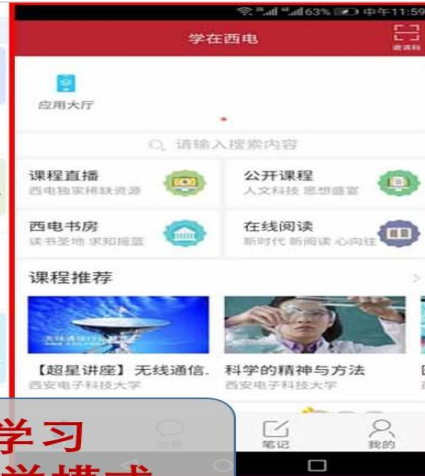 63% 中午11:59
学在西电
邀请码
应用大厅
请输入搜索内容
课程直播
西电独家稀缺资源
公开课程
人文科技 思想盛宴
西电书房
读书圣地 求知摇篮
在线阅读
新时代 新阅读 心向往
课程推荐
【超星讲座】无线通信.
西安电子科技大学
科学的精神与方法
西安电子科技大学
学习
笔记
我的